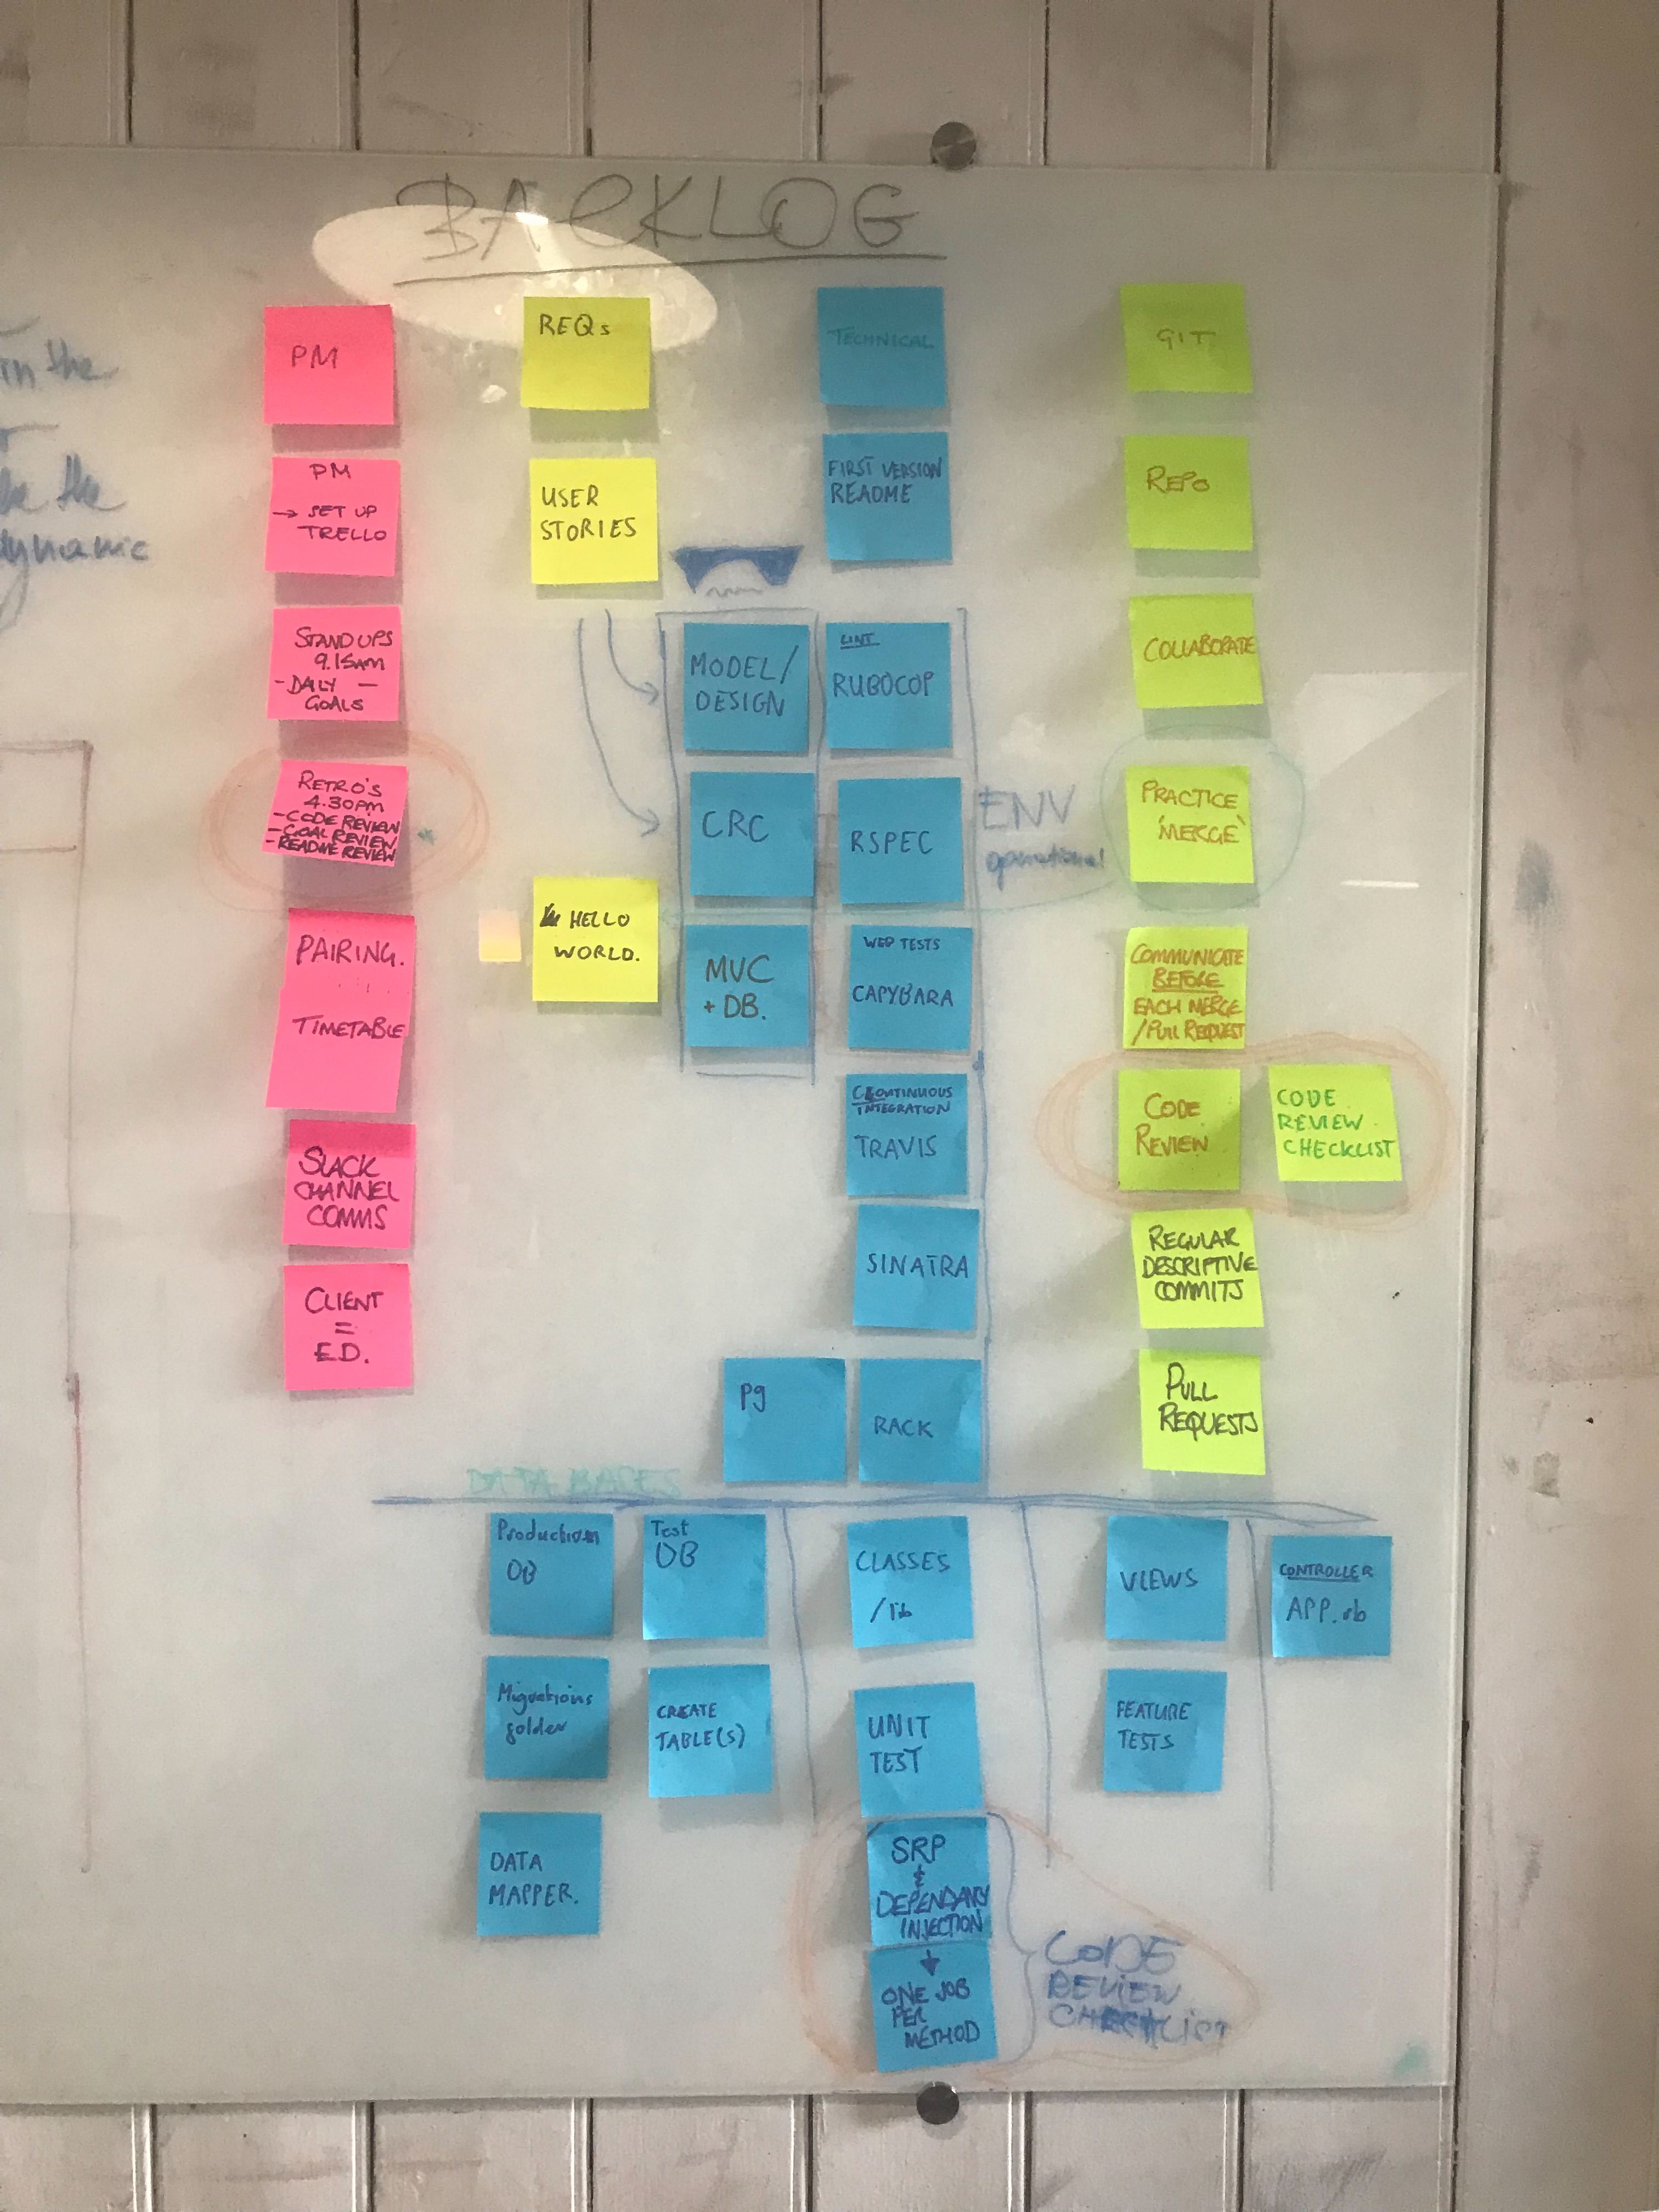 BACKLOG
in the
the
dynamic
PM
PM
→ SET UP
TRELLO
STAND UPS
9.15AM
- DAILY -
GOALS
RETRO'S
4.30PM
- CODE REVIEW
- GOAL REVIEW
- README REVIEW
PAIRING.
TIMETABLE
SLACK
CHANNEL
COMMS
CLIENT
=
E.D.
REQs
USER
STORIES
HELLO
WORLD.
TECHNICAL
FIRST VERSION
README
MODEL/
DESIGN
CRC
MVC
+ DB.
LINT
RUBOCOP
RSPEC
ENV
operational
WEB TESTS
CAPYBARA
CONTINUOUS
INTEGRATION
TRAVIS
SINATRA
pg
RACK
GIT
REPO
COLLABORATE
PRACTICE
'MERGE'
COMMUNICATE
BEFORE
EACH MERGE
/PULL REQUEST
CODE
REVIEW
CODE
REVIEW
CHECKLIST
REGULAR
DESCRIPTIVE
COMMITS
PULL
REQUESTS
DATABASES
Production
DB
Test
DB
Migrations
folder
CREATE
TABLE(S)
DATA
MAPPER.
CLASSES
/lib
UNIT
TEST
SRP
&
DEPENDANY
INJECTION
↓
ONE JOB
PER
METHOD
CODE
REVIEW
CHECKLIST
VIEWS
FEATURE
TESTS
CONTROLLER
APP.rb